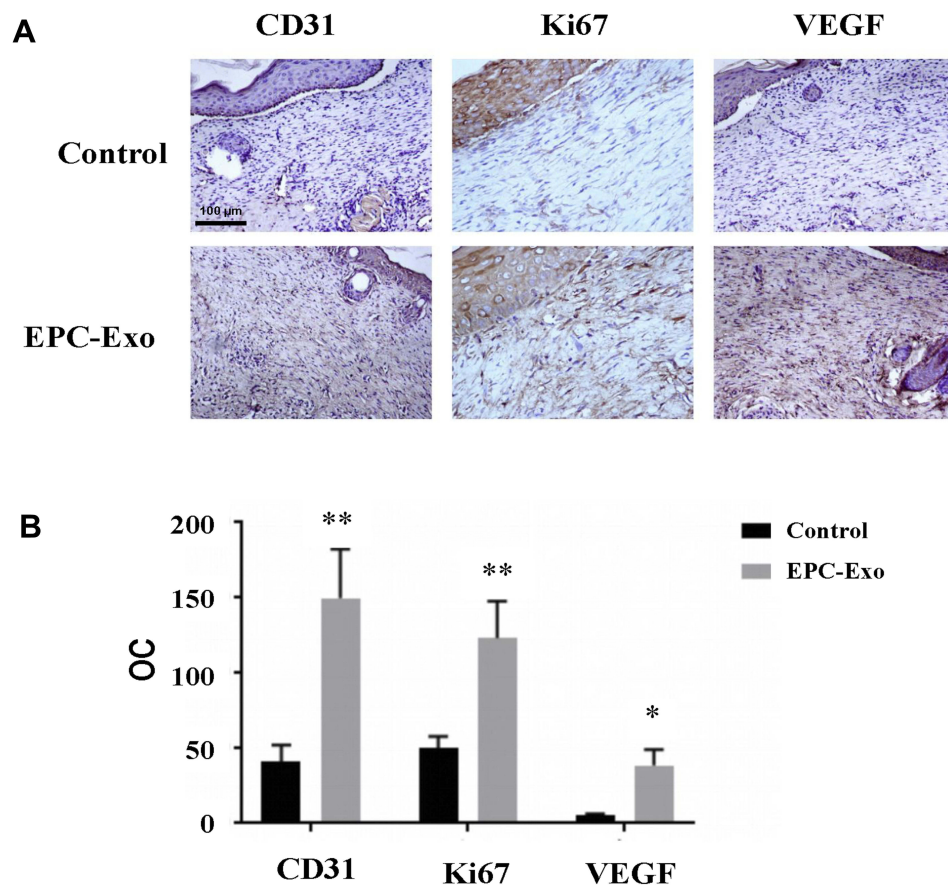 A
CD31 Ki67 VEGF
Control
100 μm
EPC-Exo
B
** ** *
Control
EPC-Exo
OC
200
150
100
50
0
CD31 Ki67 VEGF